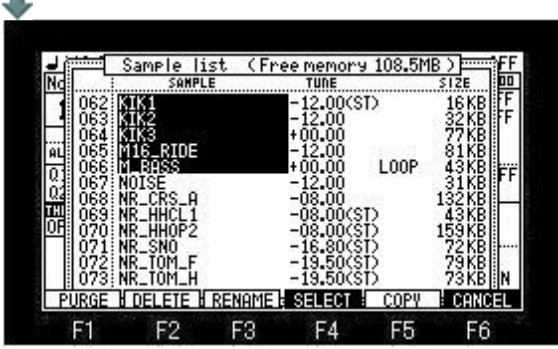 Sample list (Free memory 108.5MB)
SAMPLE TUNE SIZE
062 KIK1 -12.00(ST) 16KB
063 KIK2 -12.00 32KB
064 KIK3 +00.00 77KB
065 M16_RIDE -12.00 81KB
066 M_BASS +00.00 LOOP 43KB
067 NOISE -12.00 31KB
068 NR_CRS_A -08.00 132KB
069 NR_HHCL1 -08.00(ST) 43KB
070 NR_HHOP2 -08.00(ST) 159KB
071 NR_SNO -16.80(ST) 72KB
072 NR_TOM_F -19.50(ST) 79KB
073 NR_TOM_H -19.50(ST) 73KB
PURGE DELETE RENAME SELECT COPY CANCEL
F1 F2 F3 F4 F5 F6